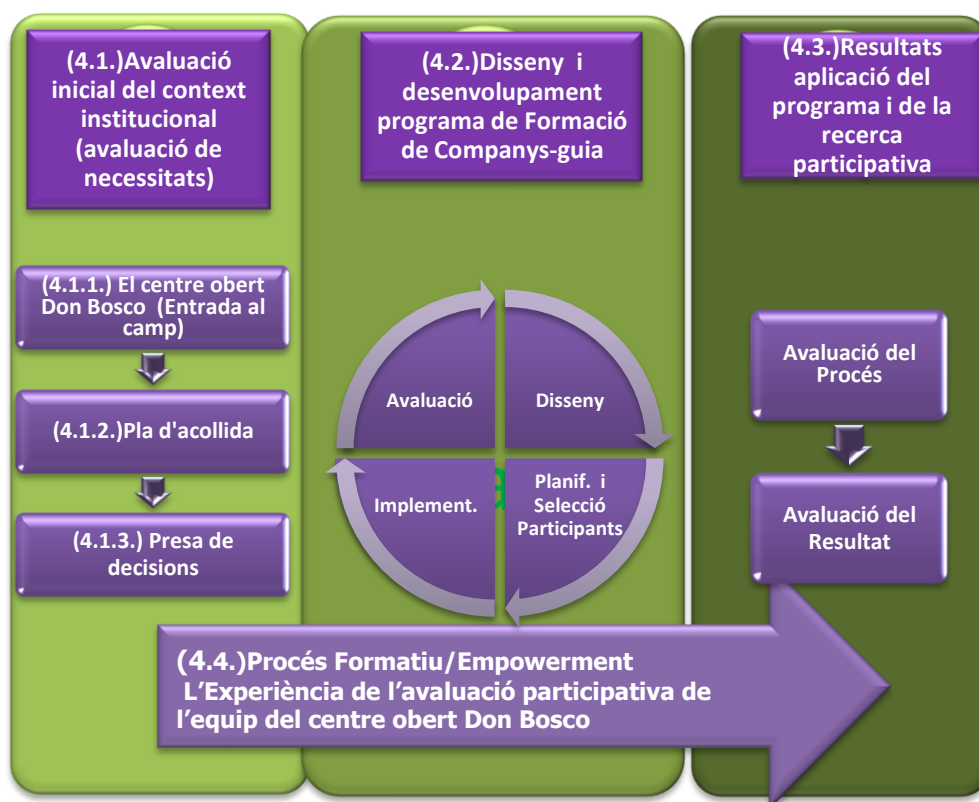 (4.1.)Avaluació
inicial del context
institucional
(avaluació de
necessitats)
(4.1.1.) El centre obert
Don Bosco (Entrada al
camp)
(4.1.2.)Pla d'acollida
(4.1.3.) Presa de
decisions
(4.2.)Disseny i
desenvolupament
programa de Formació
de Companys-guia
Avaluació
Disseny
Implement.
Planif. i
Selecció
Participants
(4.3.)Resultats
aplicació del
programa i de la
recerca
participativa
Avaluació del
Procés
Avaluació del
Resultat
(4.4.)Procés Formatiu/Empowerment
L’Experiència de l’avaluació participativa de
l’equip del centre obert Don Bosco